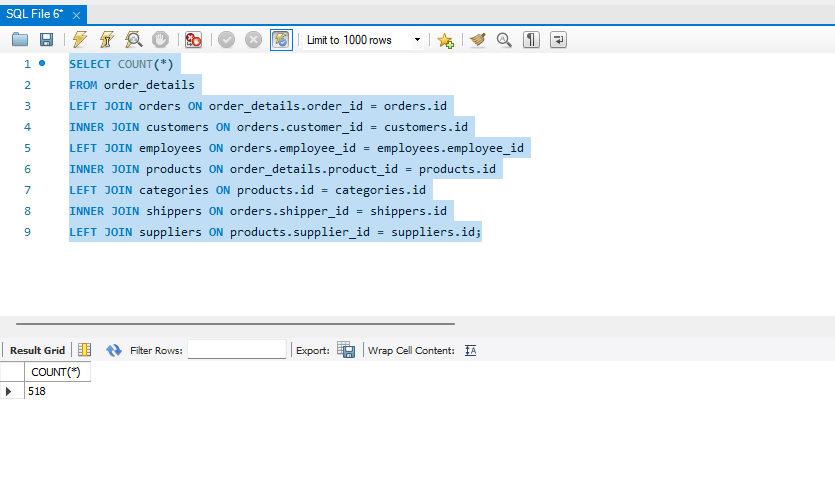 SQL File 6*
Limit to 1000 rows
1 SELECT COUNT(*)
2 FROM order_details
3 LEFT JOIN orders ON order_details.order_id = orders.id
4 INNER JOIN customers ON orders.customer_id = customers.id
5 LEFT JOIN employees ON orders.employee_id = employees.employee_id
6 INNER JOIN products ON order_details.product_id = products.id
7 LEFT JOIN categories ON products.id = categories.id
8 INNER JOIN shippers ON orders.shipper_id = shippers.id
9 LEFT JOIN suppliers ON products.supplier_id = suppliers.id;
Result Grid Filter Rows: Export: Wrap Cell Content:
COUNT(*)
518